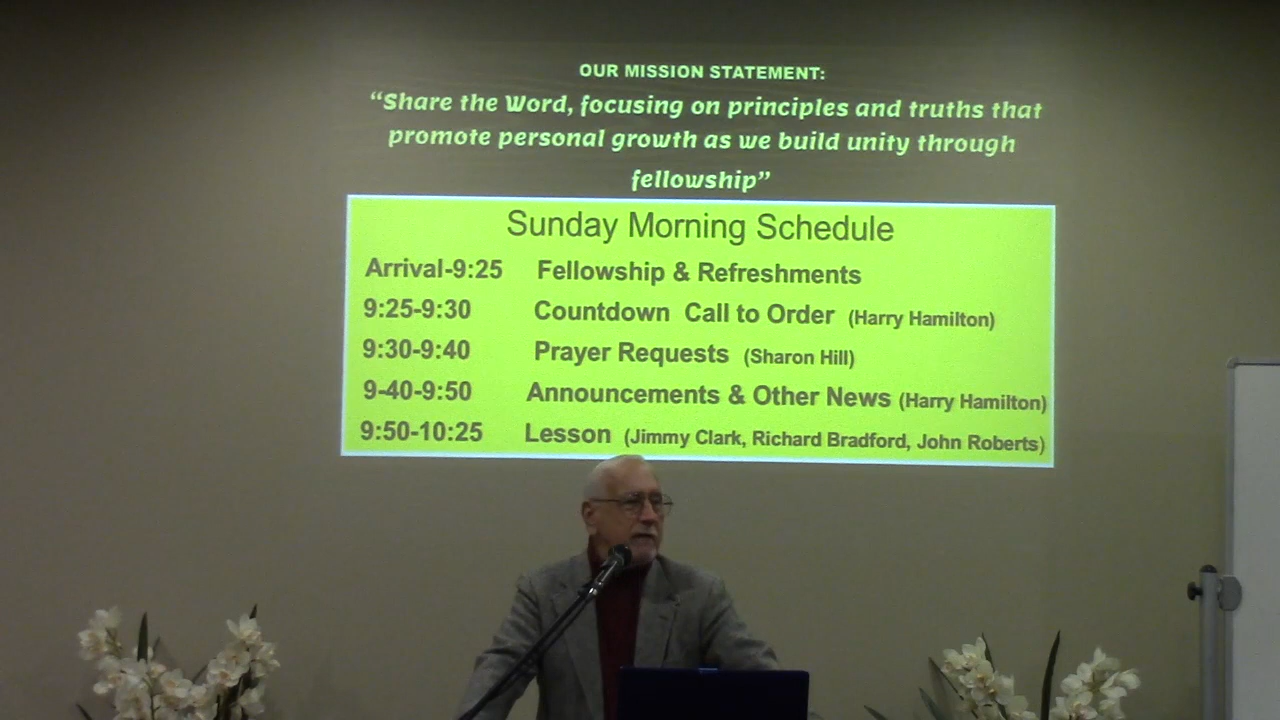 OUR MISSION STATEMENT:
“Share the Word, focusing on principles and truths that
promote personal growth as we build unity through
fellowship”
Sunday Morning Schedule
Arrival-9:25 Fellowship & Refreshments
9:25-9:30 Countdown Call to Order (Harry Hamilton)
9:30-9:40 Prayer Requests (Sharon Hill)
9-40-9:50 Announcements & Other News (Harry Hamilton)
9:50-10:25 Lesson (Jimmy Clark, Richard Bradford, John Roberts)